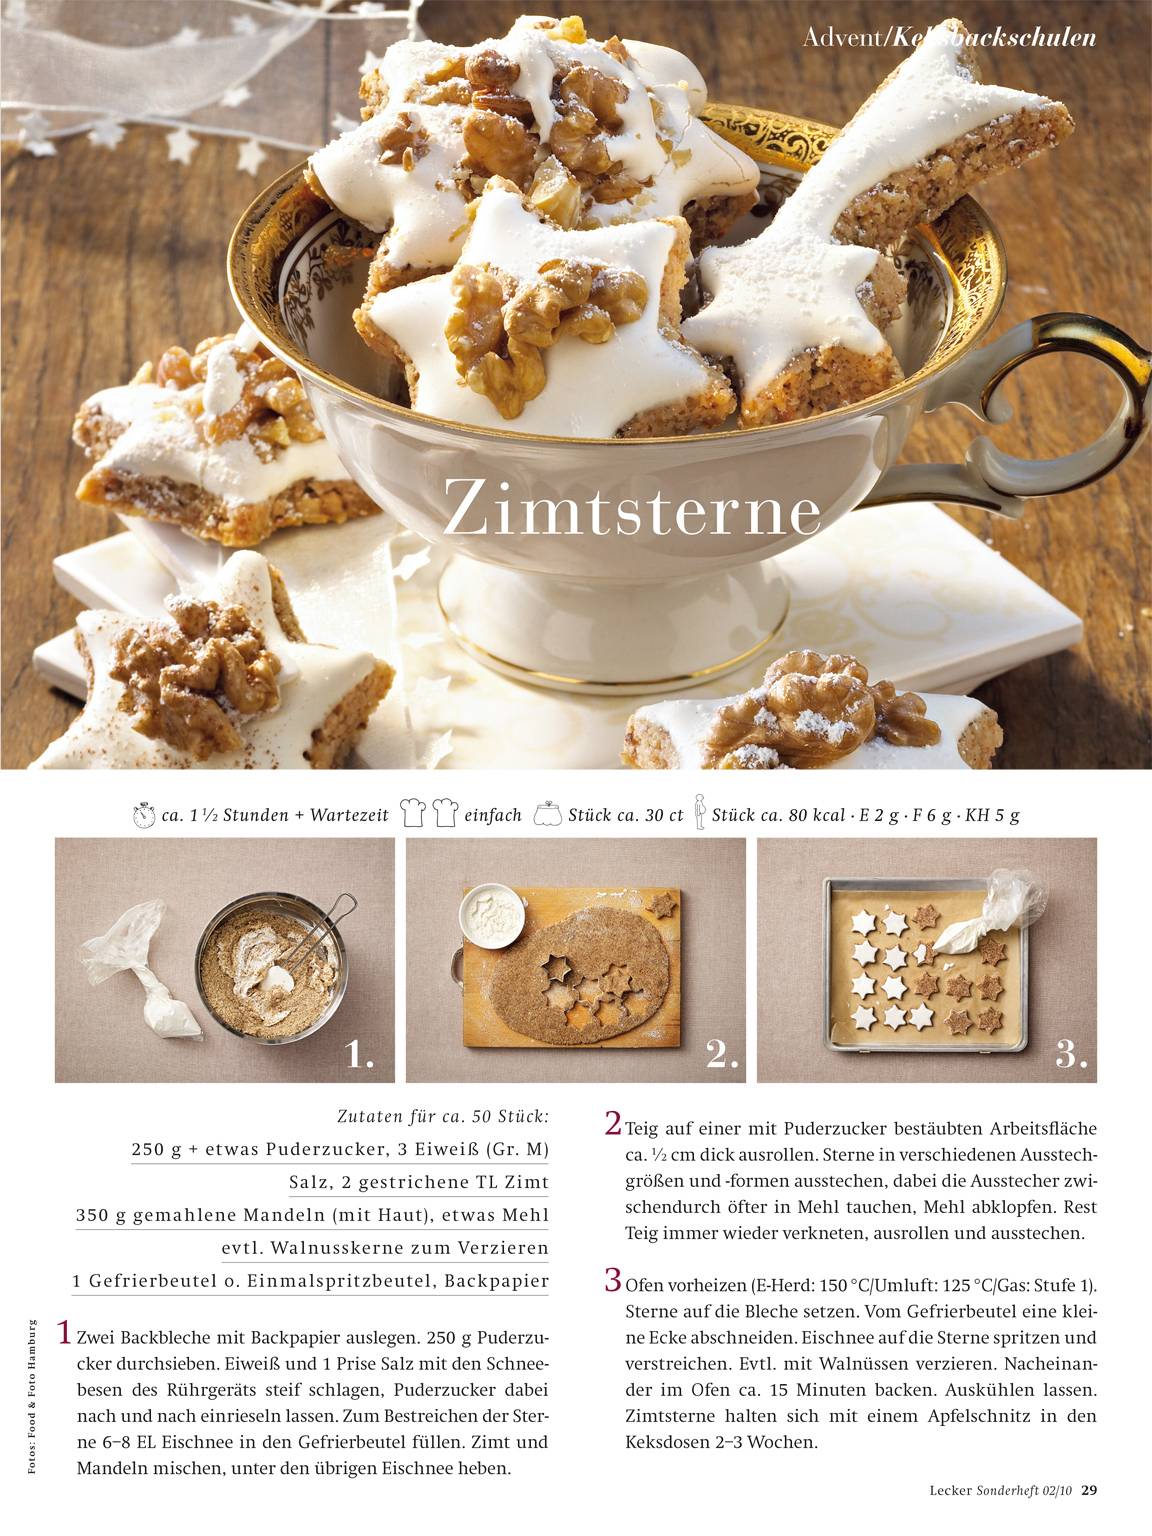 Advent/Keksbackschulen
Zimtsterne
ca. 1 ½ Stunden + Wartezeit einfach Stück ca. 30 ct Stück ca. 80 kcal · E 2 g · F 6 g · KH 5 g
1. 2. 3.
Zutaten für ca. 50 Stück:
250 g + etwas Puderzucker, 3 Eiweiß (Gr. M)
Salz, 2 gestrichene TL Zimt
350 g gemahlene Mandeln (mit Haut), etwas Mehl
evtl. Walnusskerne zum Verzieren
1 Gefrierbeutel o. Einmalspritzbeutel, Backpapier
1 Zwei Backbleche mit Backpapier auslegen. 250 g Puderzu-
cker durchsieben. Eiweiß und 1 Prise Salz mit den Schnee-
besen des Rührgeräts steif schlagen, Puderzucker dabei
nach und nach einrieseln lassen. Zum Bestreichen der Ster-
ne 6–8 EL Eischnee in den Gefrierbeutel füllen. Zimt und
Mandeln mischen, unter den übrigen Eischnee heben.
2 Teig auf einer mit Puderzucker bestäubten Arbeitsfläche
ca. ½ cm dick ausrollen. Sterne in verschiedenen Ausstech-
größen und -formen ausstechen, dabei die Ausstecher zwi-
schendurch öfter in Mehl tauchen, Mehl abklopfen. Rest
Teig immer wieder verkneten, ausrollen und ausstechen.
3 Ofen vorheizen (E-Herd: 150 °C/Umluft: 125 °C/Gas: Stufe 1).
Sterne auf die Bleche setzen. Vom Gefrierbeutel eine klei-
ne Ecke abschneiden. Eischnee auf die Sterne spritzen und
verstreichen. Evtl. mit Walnüssen verzieren. Nacheinan-
der im Ofen ca. 15 Minuten backen. Auskühlen lassen.
Zimtsterne halten sich mit einem Apfelschnitz in den
Keksdosen 2–3 Wochen.
Fotos: Food & Foto Hamburg
Lecker Sonderheft 02/10 29